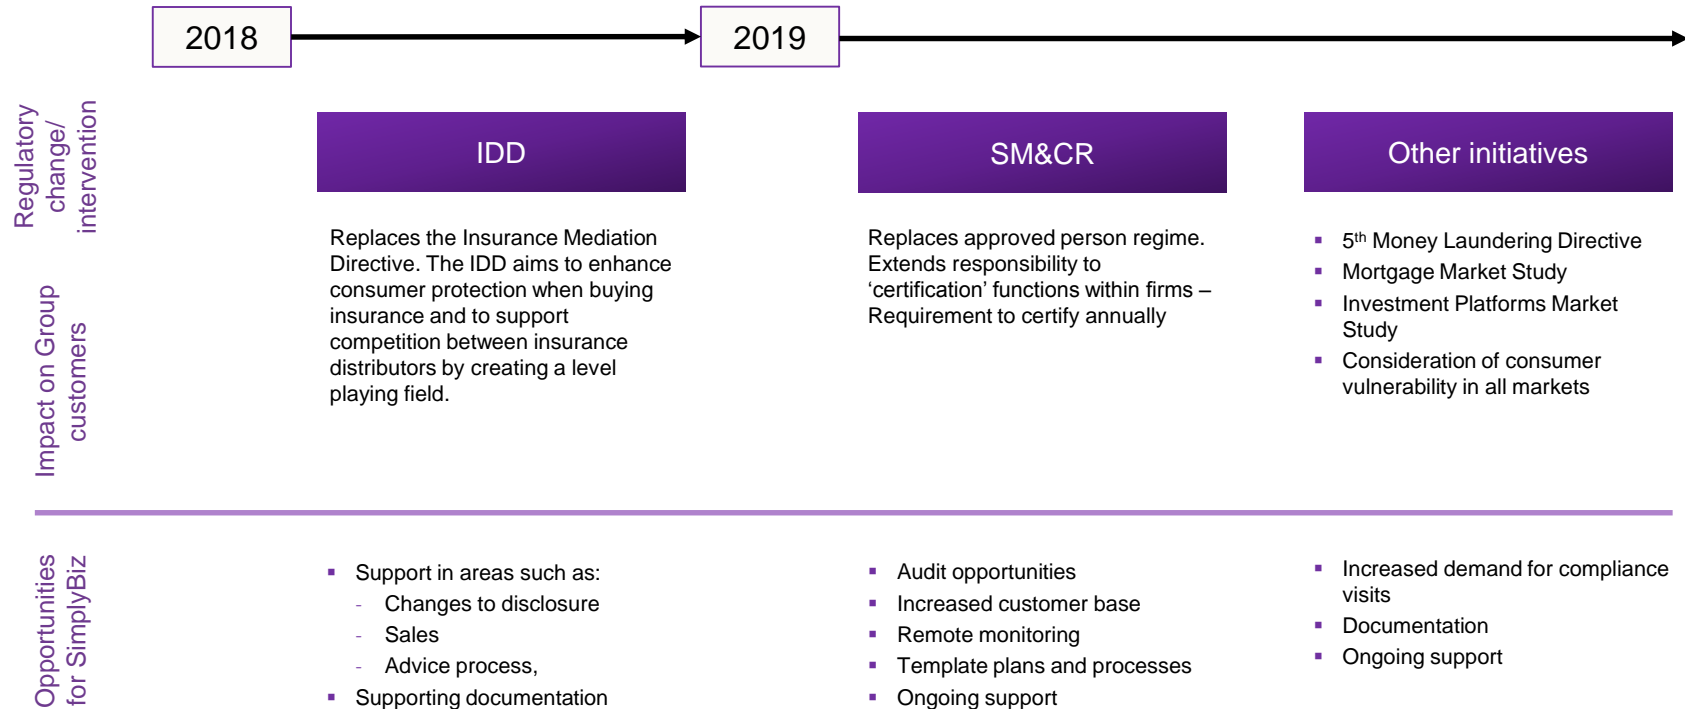 2018
2019
Regulatory
change/
intervention
IDD
SM&CR
Other initiatives
Impact on Group
customers
Replaces the Insurance Mediation
Directive. The IDD aims to enhance
consumer protection when buying
insurance and to support
competition between insurance
distributors by creating a level
playing field.
Replaces approved person regime.
Extends responsibility to
‘certification’ functions within firms –
Requirement to certify annually
▪ 5th Money Laundering Directive
▪ Mortgage Market Study
▪ Investment Platforms Market
Study
▪ Consideration of consumer
vulnerability in all markets
Opportunities
for SimplyBiz
▪ Support in areas such as:
- Changes to disclosure
- Sales
- Advice process,
▪ Supporting documentation
▪ Audit opportunities
▪ Increased customer base
▪ Remote monitoring
▪ Template plans and processes
▪ Ongoing support
▪ Increased demand for compliance
visits
▪ Documentation
▪ Ongoing support